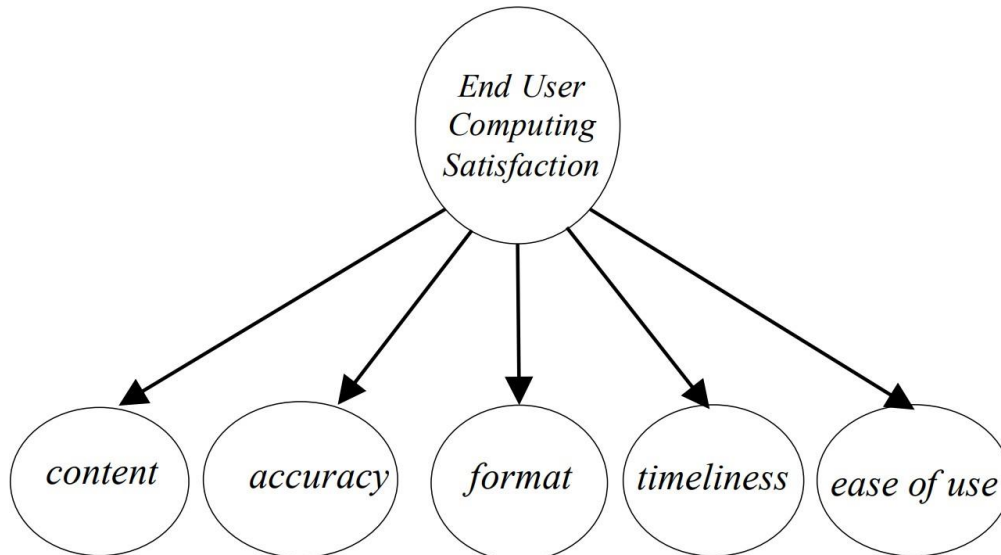 End User
Computing
Satisfaction
content
accuracy
format
timeliness
ease of use